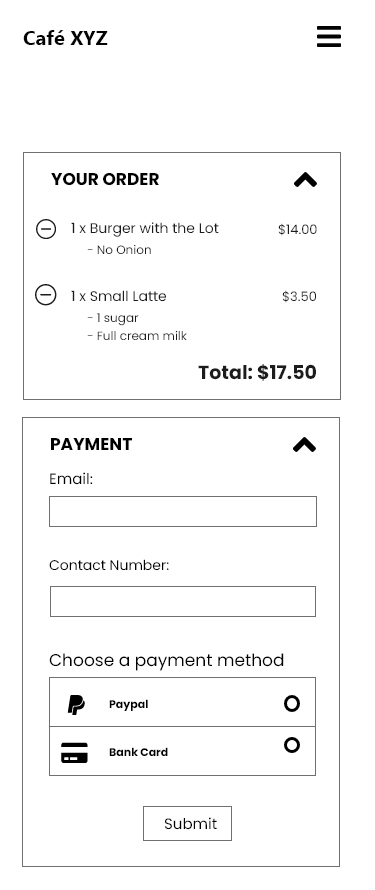 Café XYZ
YOUR ORDER
1 x Burger with the Lot $14.00
- No Onion
1 x Small Latte $3.50
- 1 sugar
- Full cream milk
Total: $17.50
PAYMENT
Email:
Contact Number:
Choose a payment method
Paypal
Bank Card
Submit